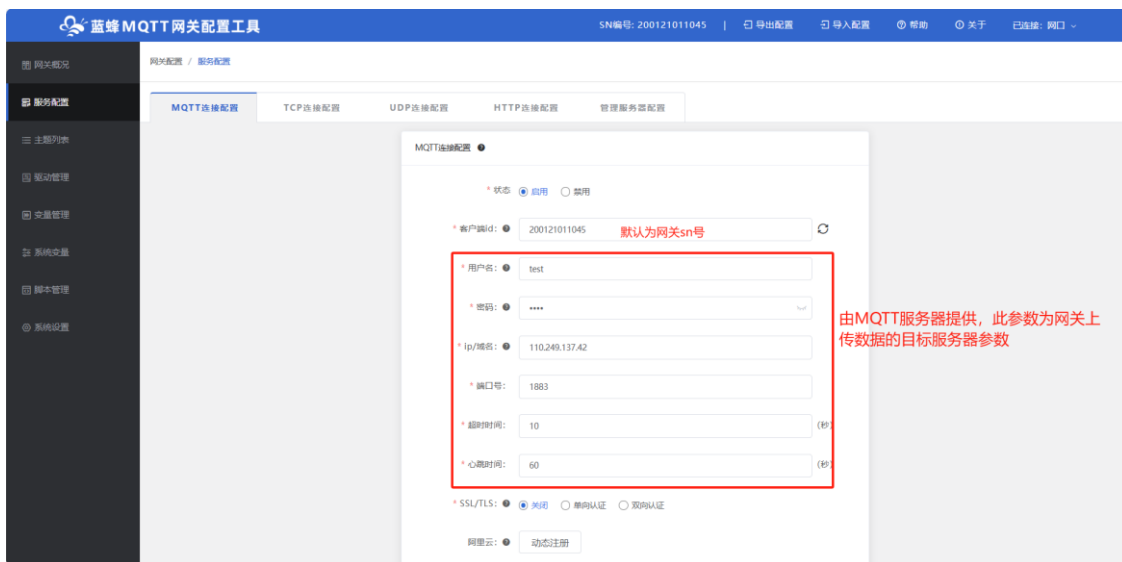 蓝蜂MQTT网关配置工具
SN编号: 200121011045 | 导出配置 导入配置 帮助 关于 已连接: 网口
网关概况
网关配置 / 服务配置
服务配置
MQTT连接配置 TCP连接配置 UDP连接配置 HTTP连接配置 管理服务器配置
主题列表
MQTT连接配置
驱动管理
* 状态 启用 禁用
变量管理
* 客户端id: 200121011045 默认为网关sn号
系统变量
* 用户名: test
脚本管理
* 密码: ••••
系统设置
由MQTT服务器提供，此参数为网关上
传数据的目标服务器参数
* ip/域名: 110.249.137.42
* 端口号: 1883
* 超时时间: 10 (秒)
* 心跳时间: 60 (秒)
* SSL/TLS: 关闭 单向认证 双向认证
阿里云: 动态注册